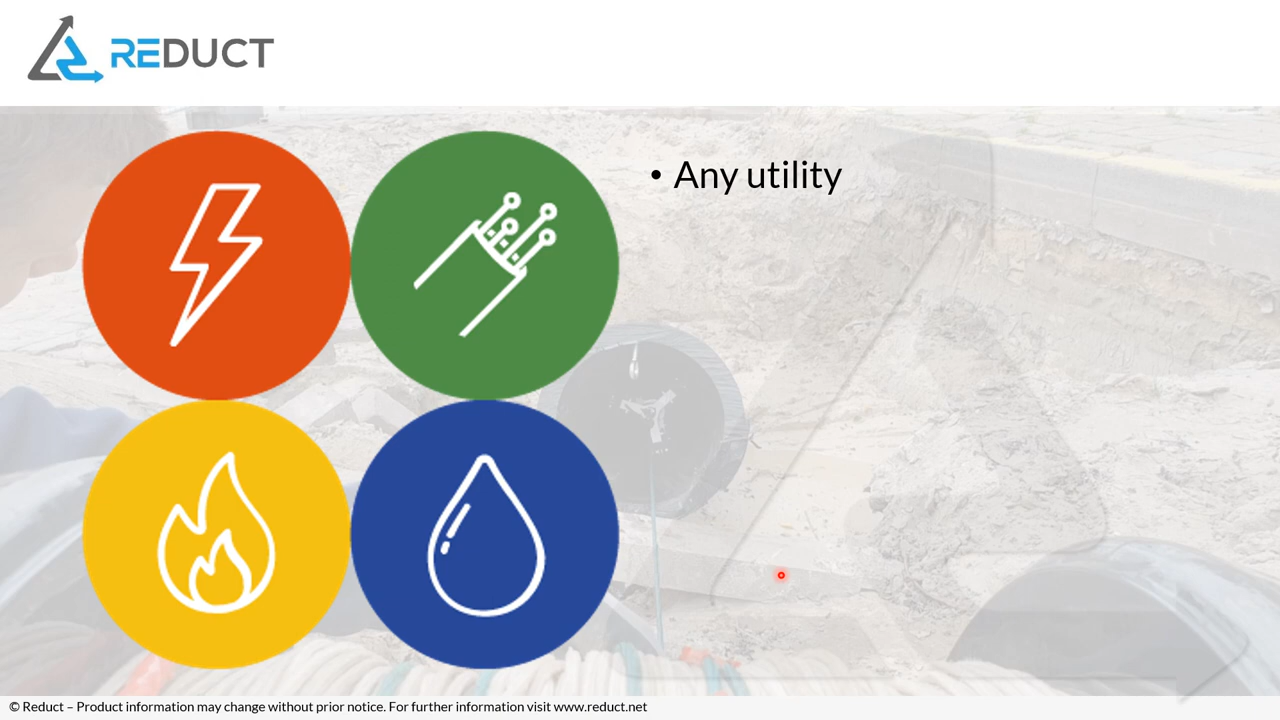 REDUCT
• Any utility
© Reduct – Product information may change without prior notice. For further information visit www.reduct.net